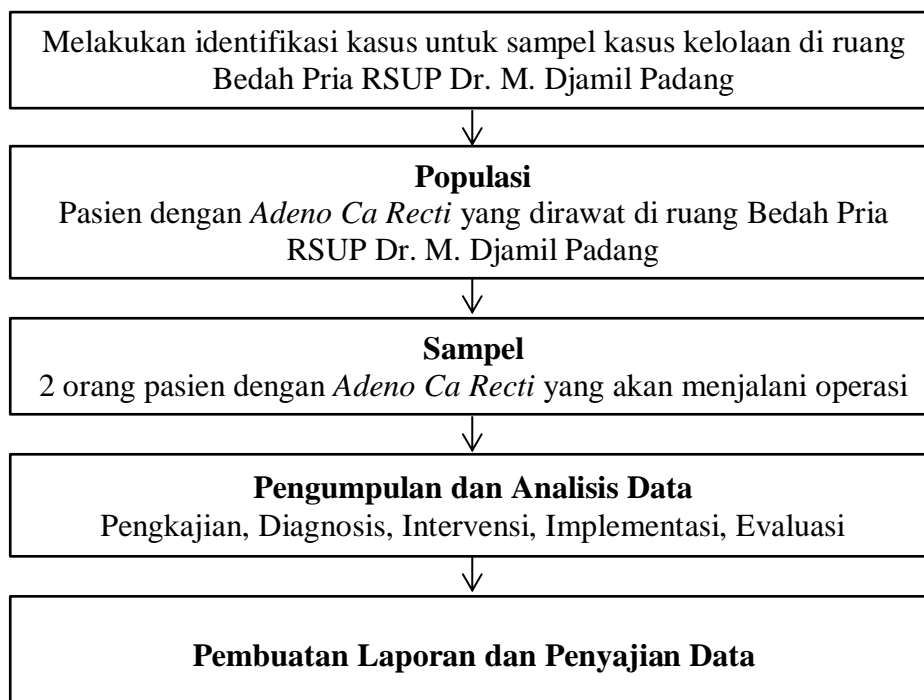 Melakukan identifikasi kasus untuk sampel kasus kelolaan di ruang
Bedah Pria RSUP Dr. M. Djamil Padang
Populasi
Pasien dengan Adeno Ca Recti yang dirawat di ruang Bedah Pria
RSUP Dr. M. Djamil Padang
Sampel
2 orang pasien dengan Adeno Ca Recti yang akan menjalani operasi
Pengumpulan dan Analisis Data
Pengkajian, Diagnosis, Intervensi, Implementasi, Evaluasi
Pembuatan Laporan dan Penyajian Data